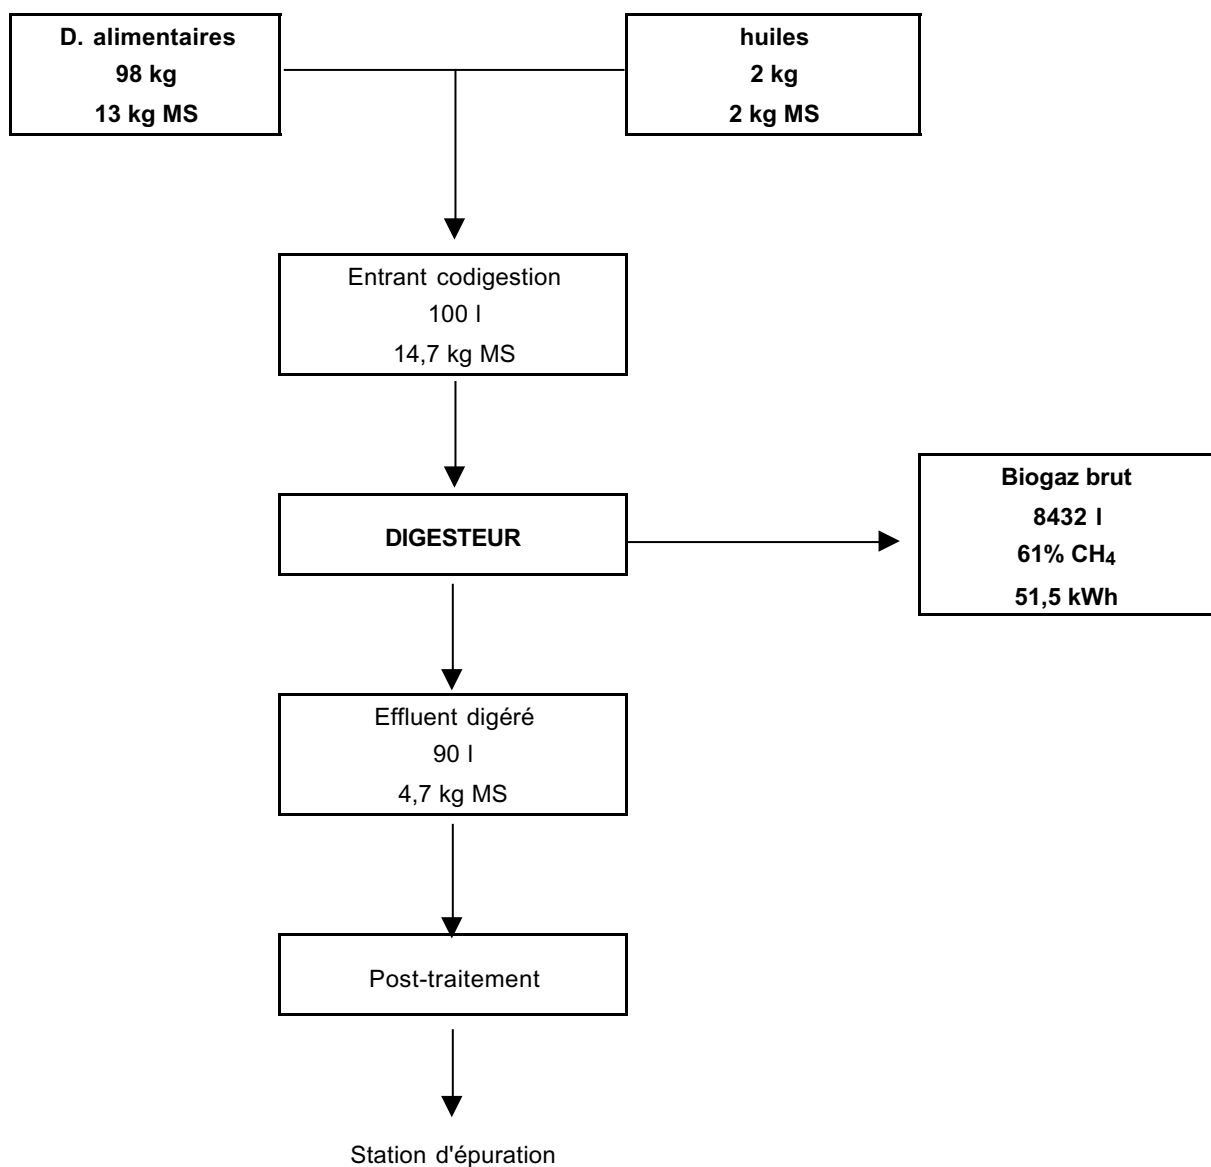 D. alimentaires
98 kg
13 kg MS
huiles
2 kg
2 kg MS
Entrant codigestion
100 l
14,7 kg MS
DIGESTEUR
Biogaz brut
8432 l
61% CH4
51,5 kWh
Effluent digéré
90 l
4,7 kg MS
Post-traitement
Station d'épuration